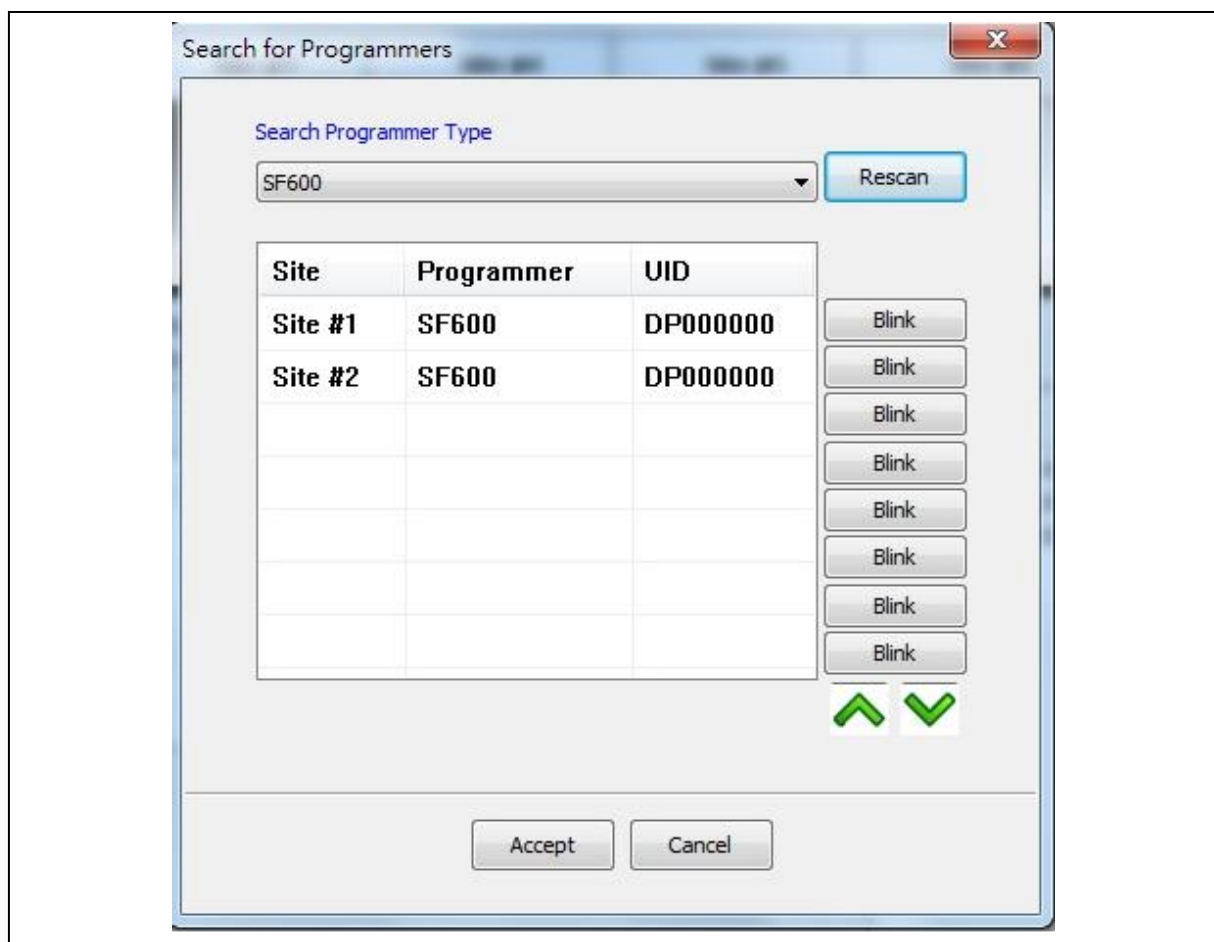 Search for Programmers
Search Programmer Type
SF600
Rescan
Site Programmer UID
Site #1 SF600 DP000000 Blink
Site #2 SF600 DP000000 Blink
Blink
Blink
Blink
Blink
Blink
Blink
Accept Cancel